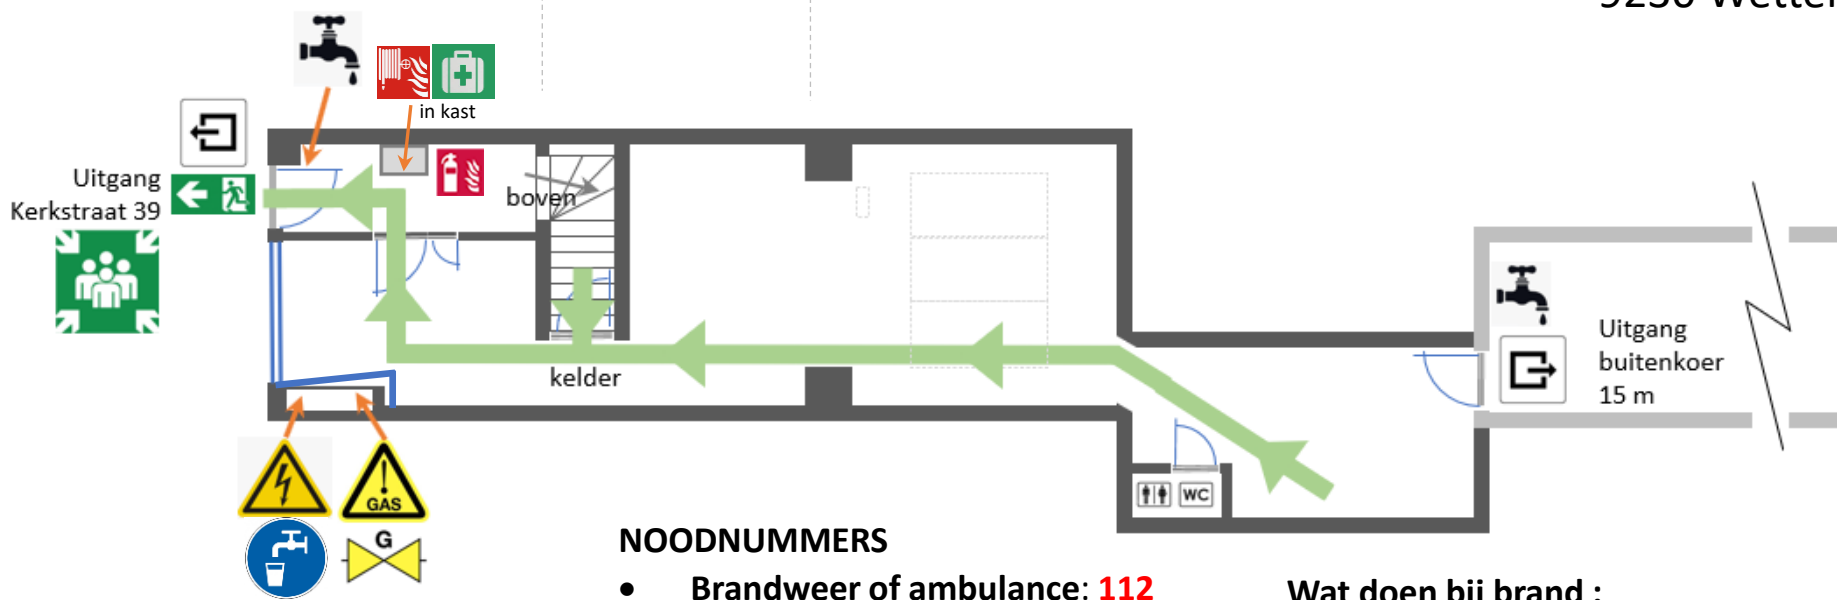 in kast
Uitgang
Kerkstraat 39
boven
kelder
Uitgang
buitenkoer
15 m
WC
GAS
G
NOODNUMMERS
• Brandweer of ambulance: 112
Wat doen bij brand :